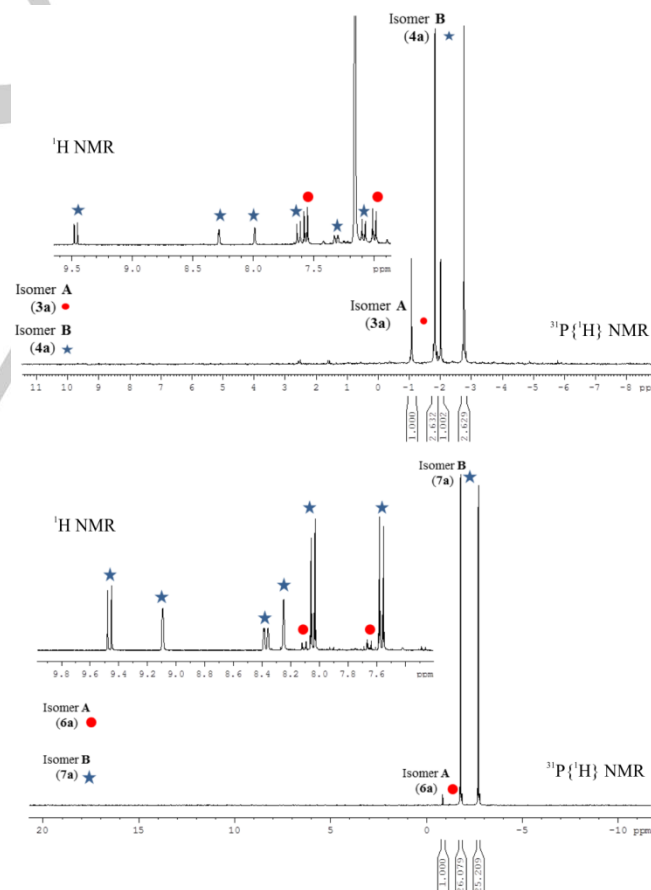 Isomer B
(4a)
¹H NMR
9.5 9.0 8.5 8.0 7.5 ppm
Isomer A
(3a)
Isomer B
(4a)
Isomer A
(3a)
³¹P{¹H} NMR
11 10 9 8 7 6 5 4 3 2 1 0 -1 -2 -3 -4 -5 -6 -7 -8 ppm
1.000 2.632 1.002 2.629
Isomer B
(7a)
¹H NMR
9.8 9.6 9.4 9.2 9.0 8.8 8.6 8.4 8.2 8.0 7.8 7.6 ppm
Isomer A
(6a)
Isomer B
(7a)
Isomer A
(6a)
³¹P{¹H} NMR
20 15 10 5 0 -5 -10 ppm
1.000